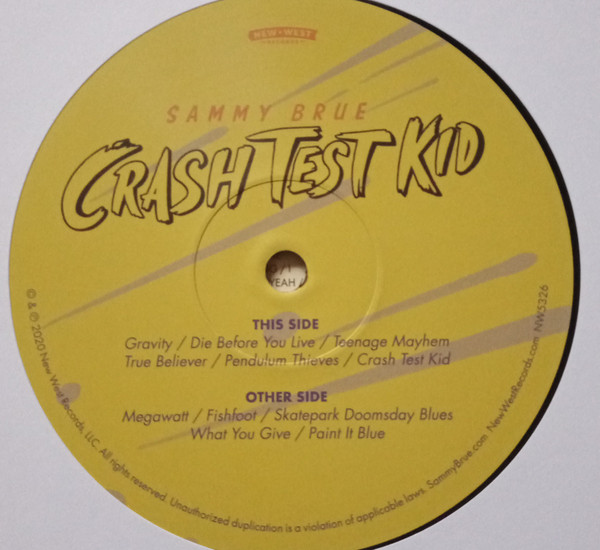 NEW WEST
RECORDS
SAMMY BRUE
CRASH TEST KID
YEAH
THIS SIDE
Gravity / Die Before You Live / Teenage Mayhem
True Believer / Pendulum Thieves / Crash Test Kid
OTHER SIDE
Megawatt / Fishfoot / Skatepark Doomsday Blues
What You Give / Paint It Blue
© & ℗ 2020 New West Records, LLC. All rights reserved. Unauthorized duplication is a violation of applicable laws. SammyBrue.com NewWestRecords.com NW5326